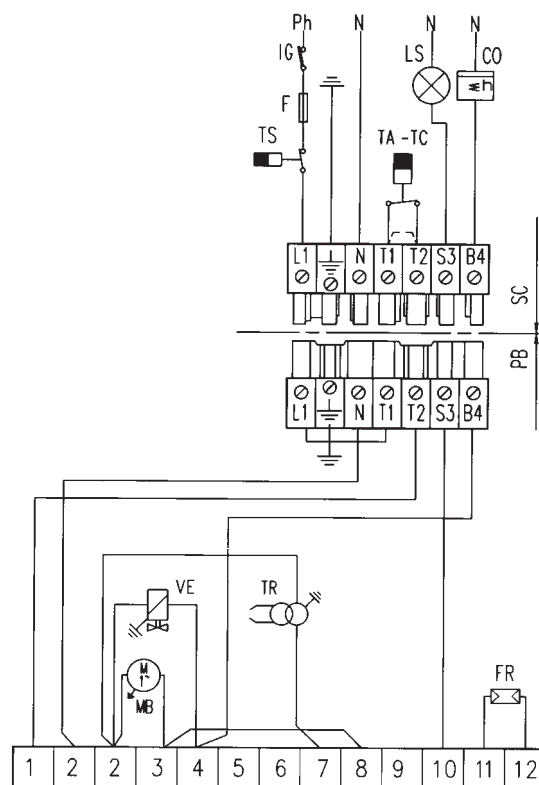 Ph N N N
IG LS CO
F
TS TA -TC
L1 N T1 T2 S3 B4
h
SC
PB
L1 N T1 T2 S3 B4
VE TR
M
1~
MB FR
1 2 2 3 4 5 6 7 8 9 10 11 12